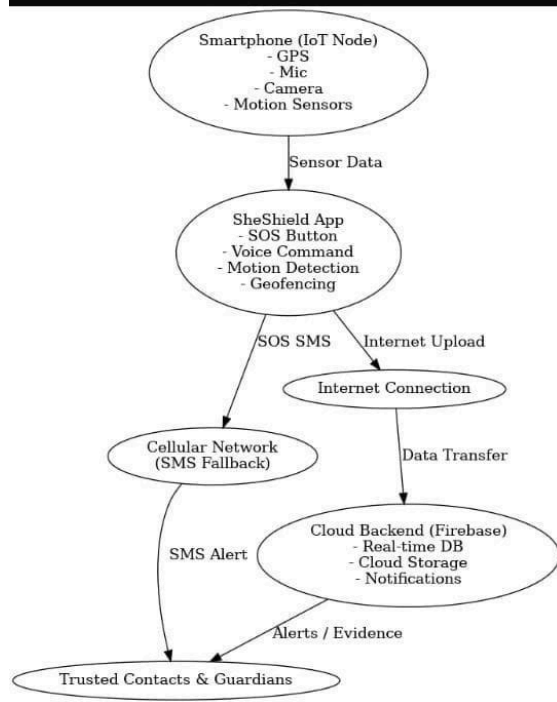 Smartphone (IoT Node)
- GPS
- Mic
- Camera
- Motion Sensors
Sensor Data
SheShield App
- SOS Button
- Voice Command
- Motion Detection
- Geofencing
SOS SMS
Internet Upload
Internet Connection
Cellular Network
(SMS Fallback)
Data Transfer
Cloud Backend (Firebase)
- Real-time DB
- Cloud Storage
- Notifications
SMS Alert
Alerts / Evidence
Trusted Contacts & Guardians